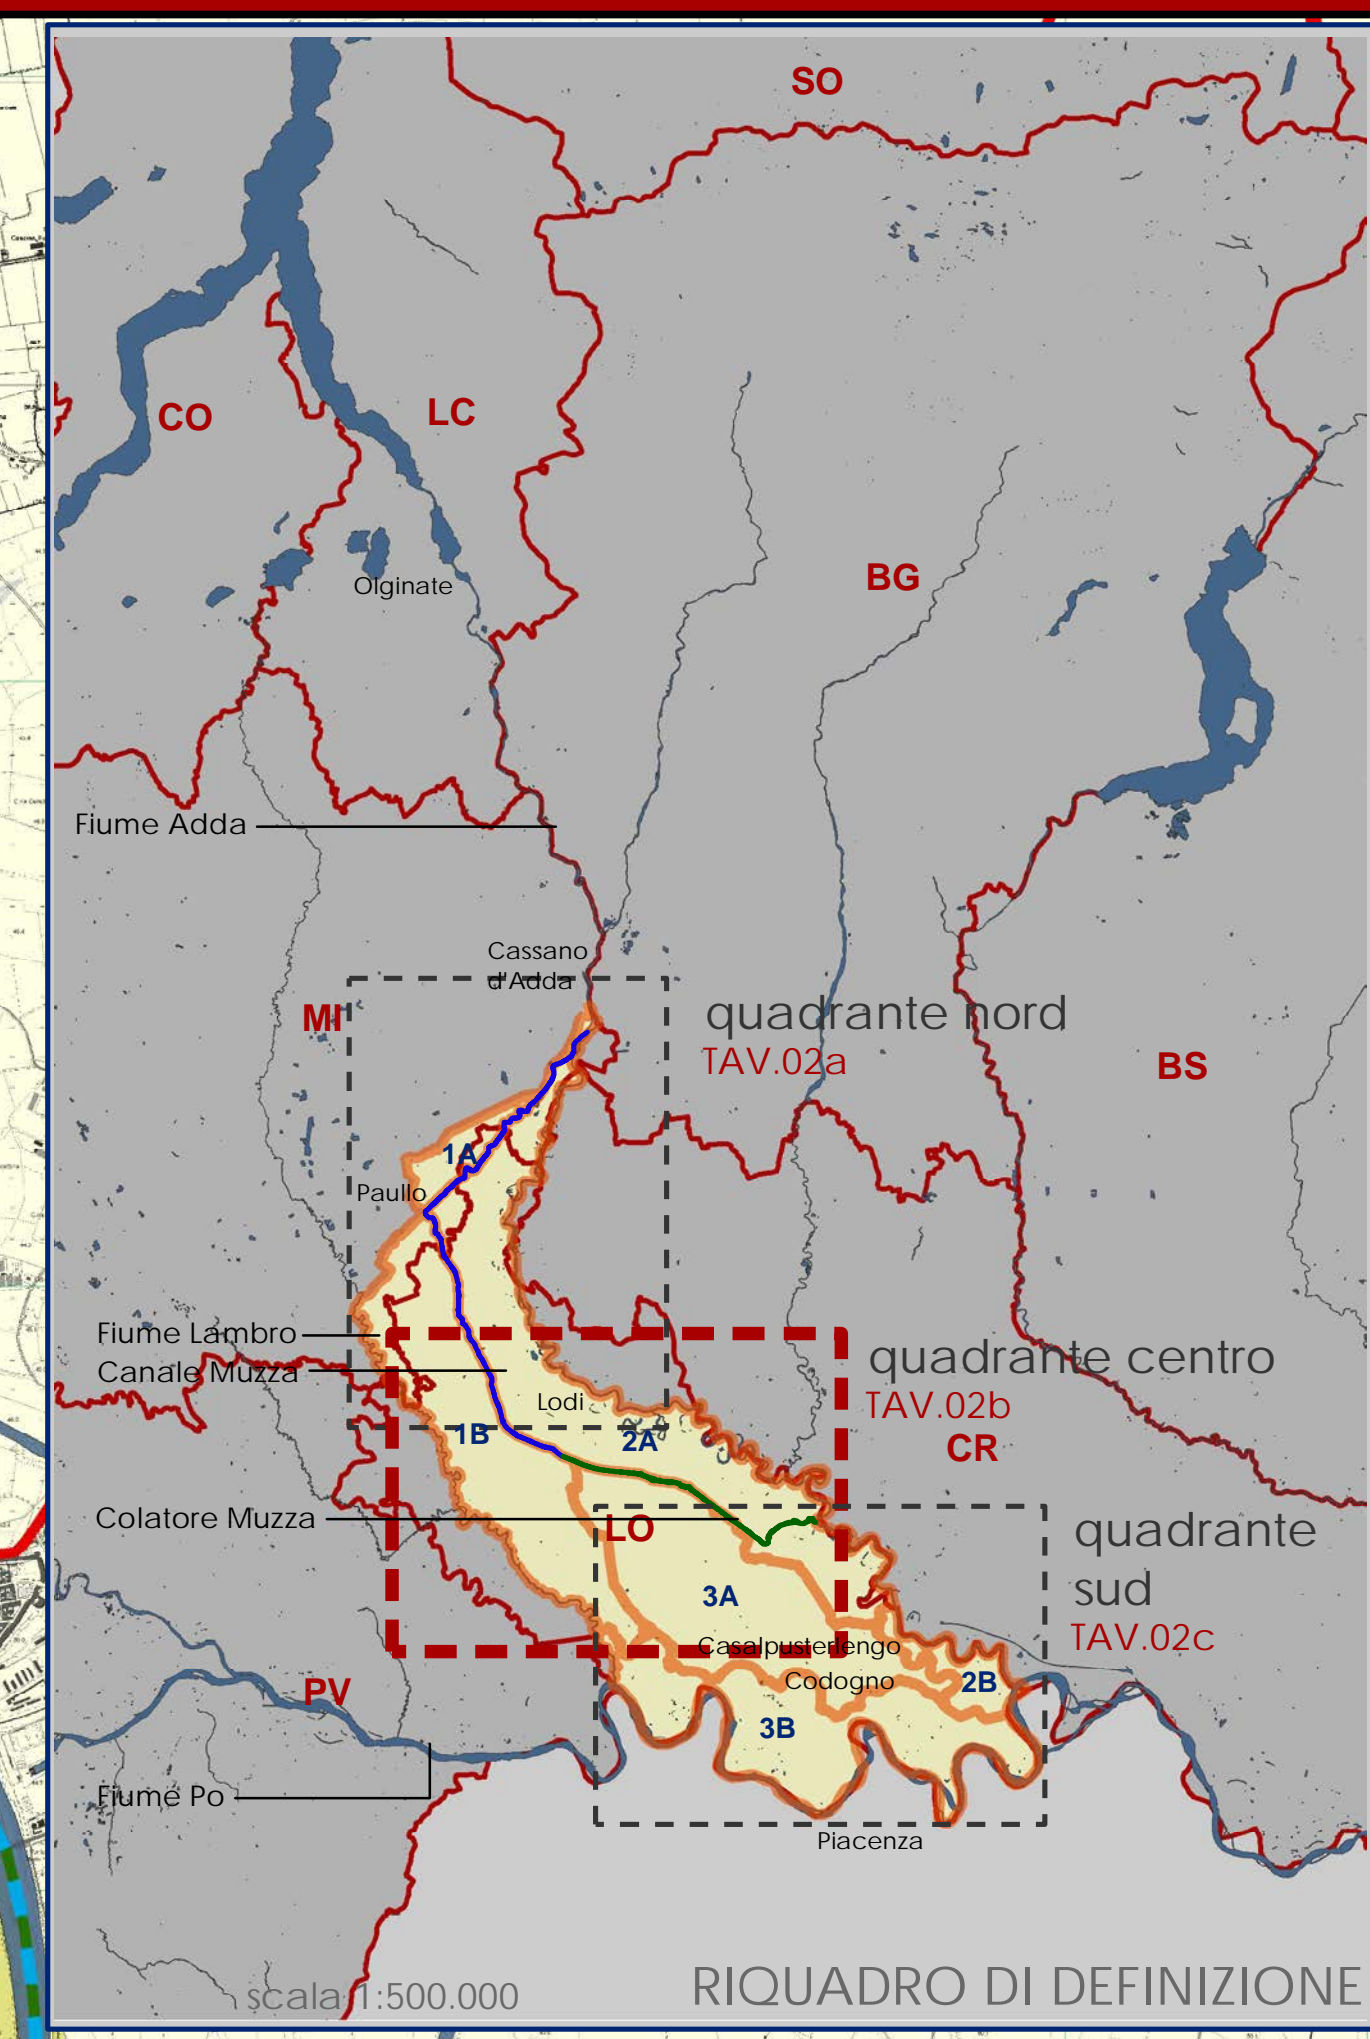 SO
CO
LC
Olginate
BG
Fiume Adda
Cassano
d'Adda
MI
quadrante nord
TAV.02a
BS
1A
Paullo
Fiume Lambro
Canale Muzza
quadrante centro
TAV.02b
Lodi
1B
2A
CR
Colatore Muzza
LO
quadrante
sud
TAV.02c
3A
Casalpusterlengo
Codogno
2B
PV
3B
Fiume Po
Piacenza
scala 1:500.000
RIQUADRO DI DEFINIZIONE